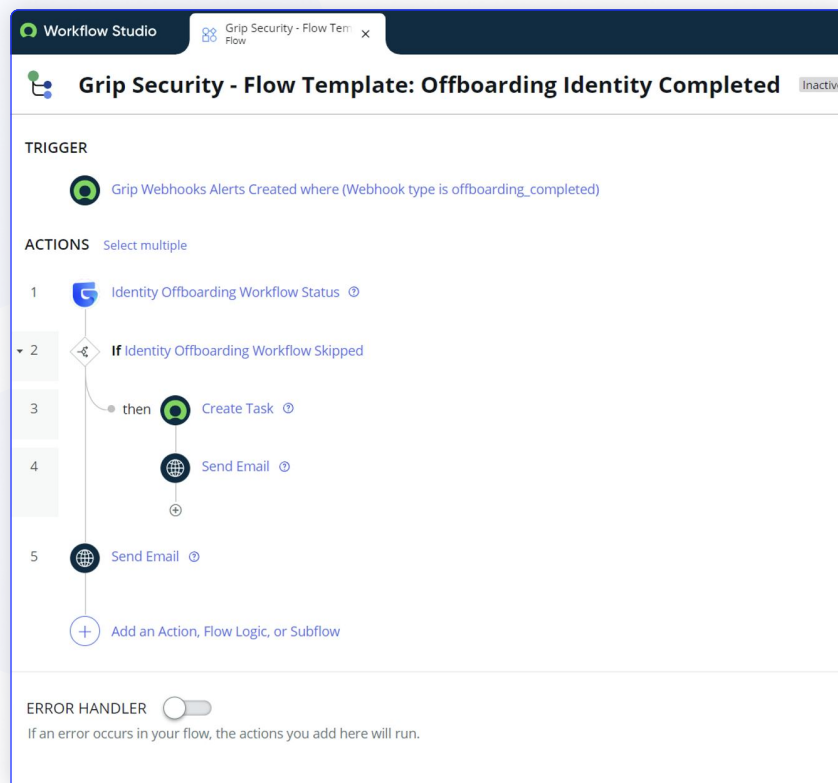 Workflow Studio
Grip Security - Flow Tem
Flow
Grip Security - Flow Template: Offboarding Identity Completed
Inactive
TRIGGER
Grip Webhooks Alerts Created where (Webhook type is offboarding_completed)
ACTIONS Select multiple
1 Identity Offboarding Workflow Status
2 If Identity Offboarding Workflow Skipped
3 then Create Task
4 Send Email
5 Send Email
Add an Action, Flow Logic, or Subflow
ERROR HANDLER
If an error occurs in your flow, the actions you add here will run.